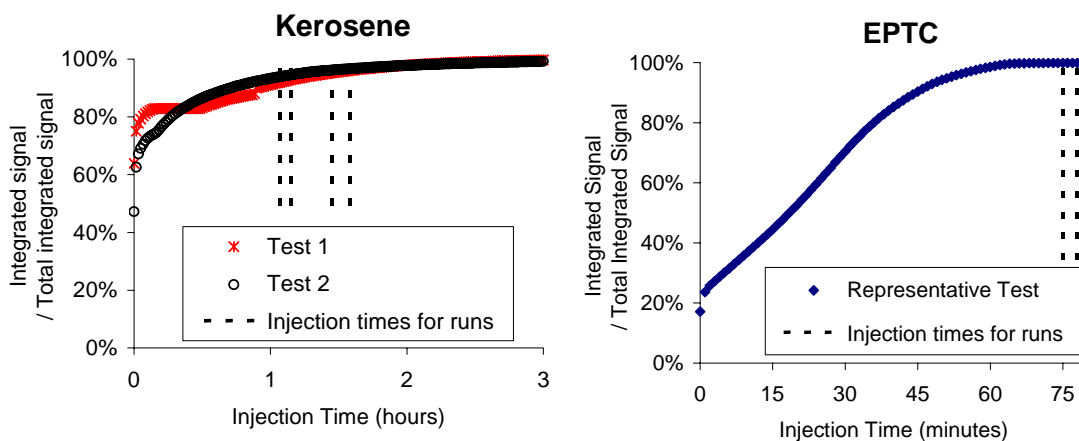 Kerosene
Integrated signal
/ Total integrated signal
100%
80%
60%
40%
20%
0%
Test 1
Test 2
Injection times for runs
0
1
2
3
Injection Time (hours)
EPTC
Integrated Signal
/ Total Integrated Signal
100%
80%
60%
40%
20%
0%
Representative Test
Injection times for runs
0
15
30
45
60
75
Injection Time (minutes)